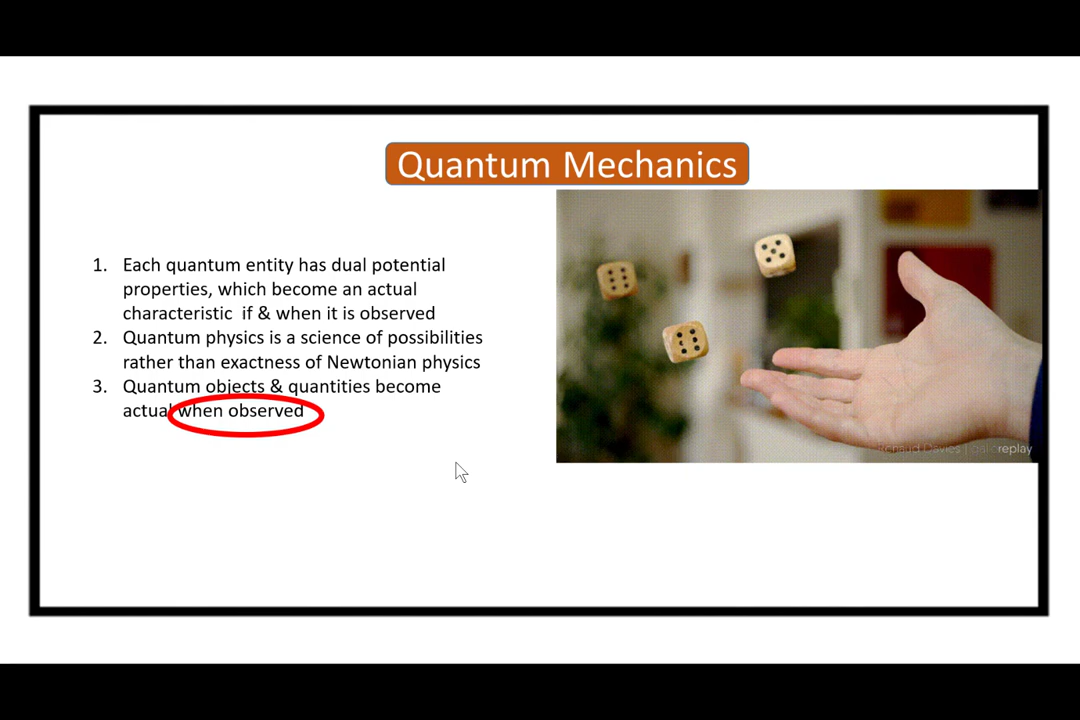 Quantum Mechanics
1. Each quantum entity has dual potential
properties, which become an actual
characteristic if & when it is observed
2. Quantum physics is a science of possibilities
rather than exactness of Newtonian physics
3. Quantum objects & quantities become
actual when observed
Davies | replay